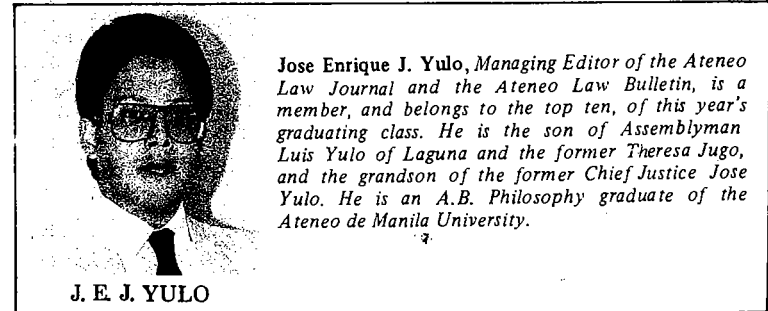 Jose Enrique J. Yulo, Managing Editor of the Ateneo
Law Journal and the Ateneo Law Bulletin, is a
member, and belongs to the top ten, of this year's
graduating class. He is the son of Assemblyman
Luis Yulo of Laguna and the former Theresa Jugo,
and the grandson of the former Chief Justice Jose
Yulo. He is an A.B. Philosophy graduate of the
Ateneo de Manila University.
J. E. J. YULO